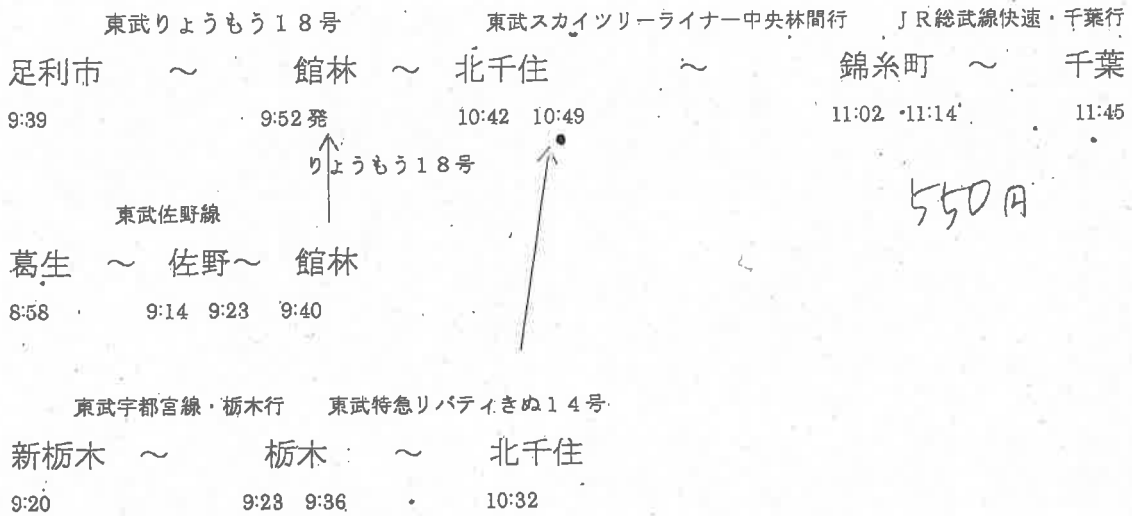 東武りょうもう18号 東武スカイツリーライナー中央林間行 JR総武線快速・千葉行
足利市 ~ 館林 ~ 北千住 ~ 錦糸町 ~ 千葉
9:39 9:52発 10:42 10:49 11:02 ・11:14 11:45
りょうもう18号
550円
東武佐野線
葛生 ~ 佐野~ 館林
8:58 9:14 9:23 9:40
東武宇都宮線・栃木行 東武特急リバティきぬ14号
新栃木 ~ 栃木 ~ 北千住
9:20 9:23 9:36 10:32